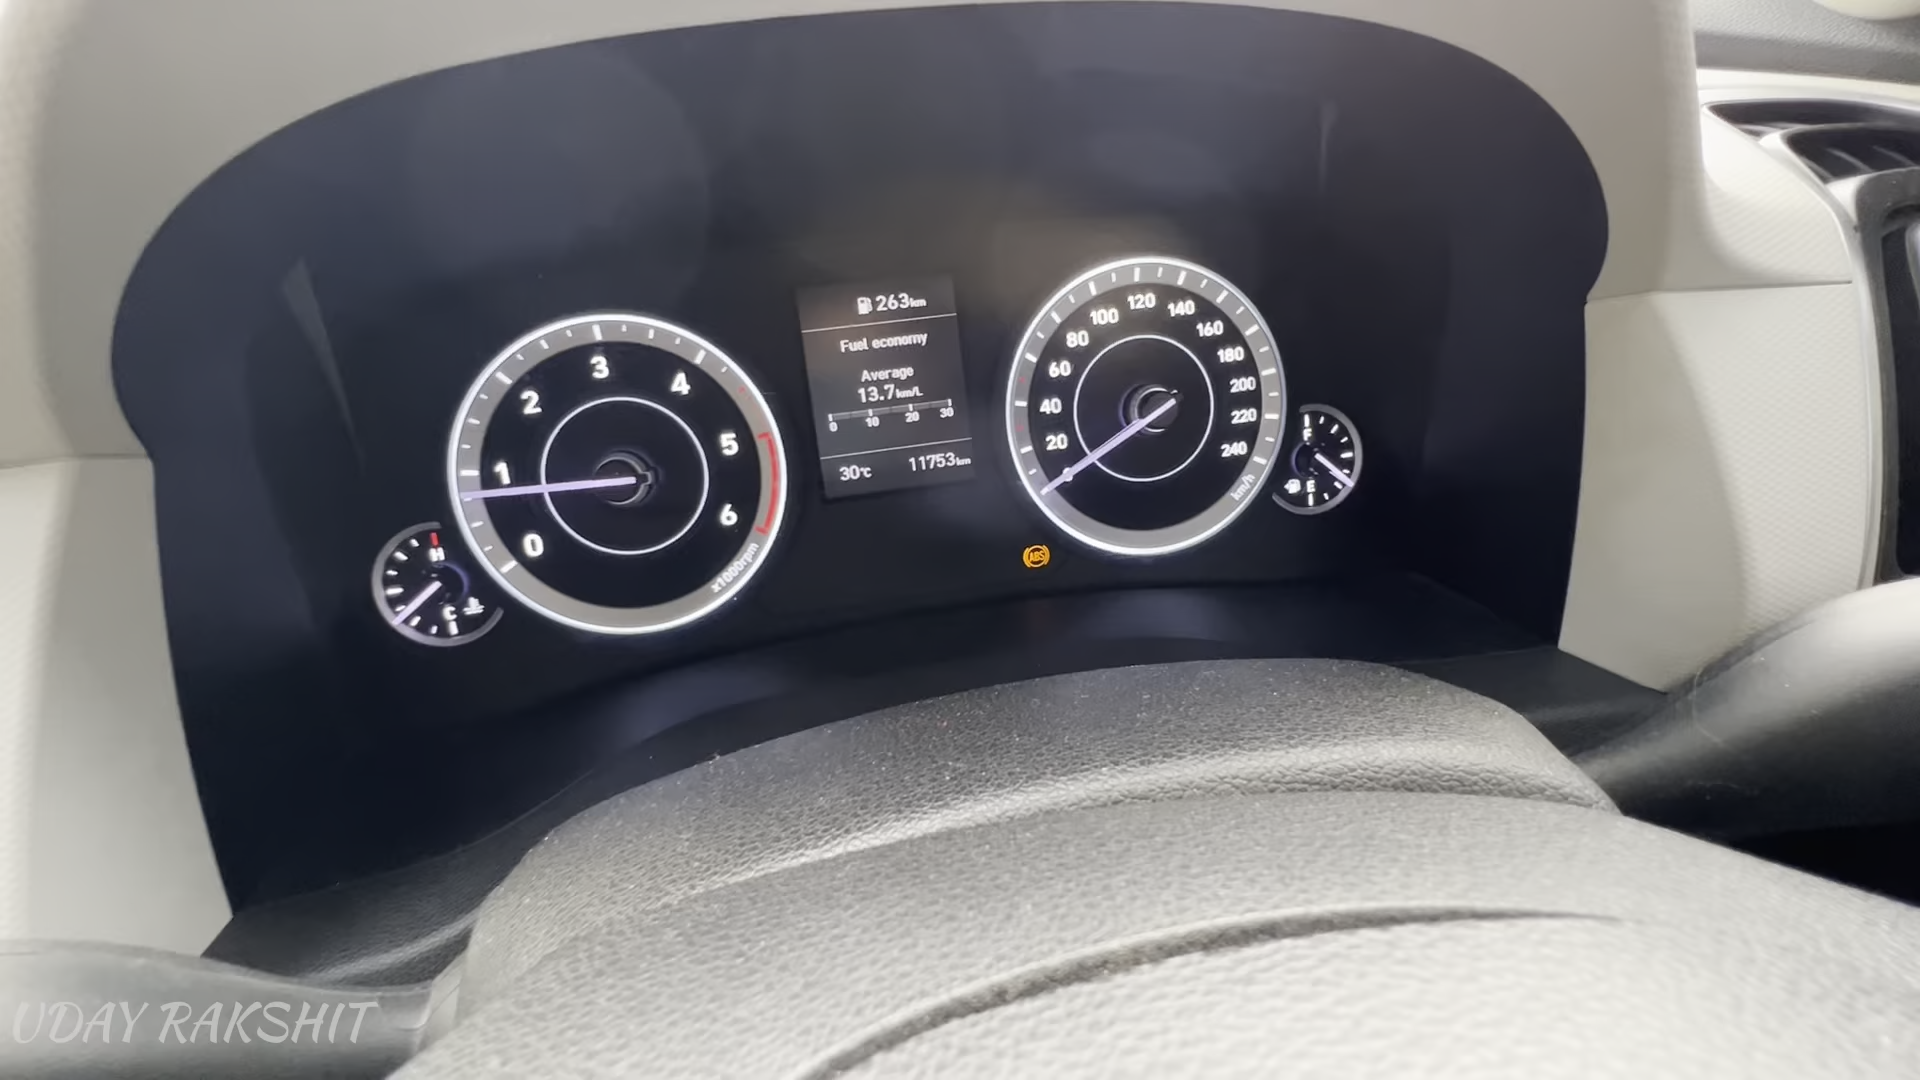 263km
Fuel economy
Average
13.7km/L
0 10 20 30
30°C 11753km
0 1 2 3 4 5 6
x1000rpm
H
C
20 40 60 80 100 120 140 160 180 200 220 240
km/h
F
E
ABS
UDAY RAKSHIT